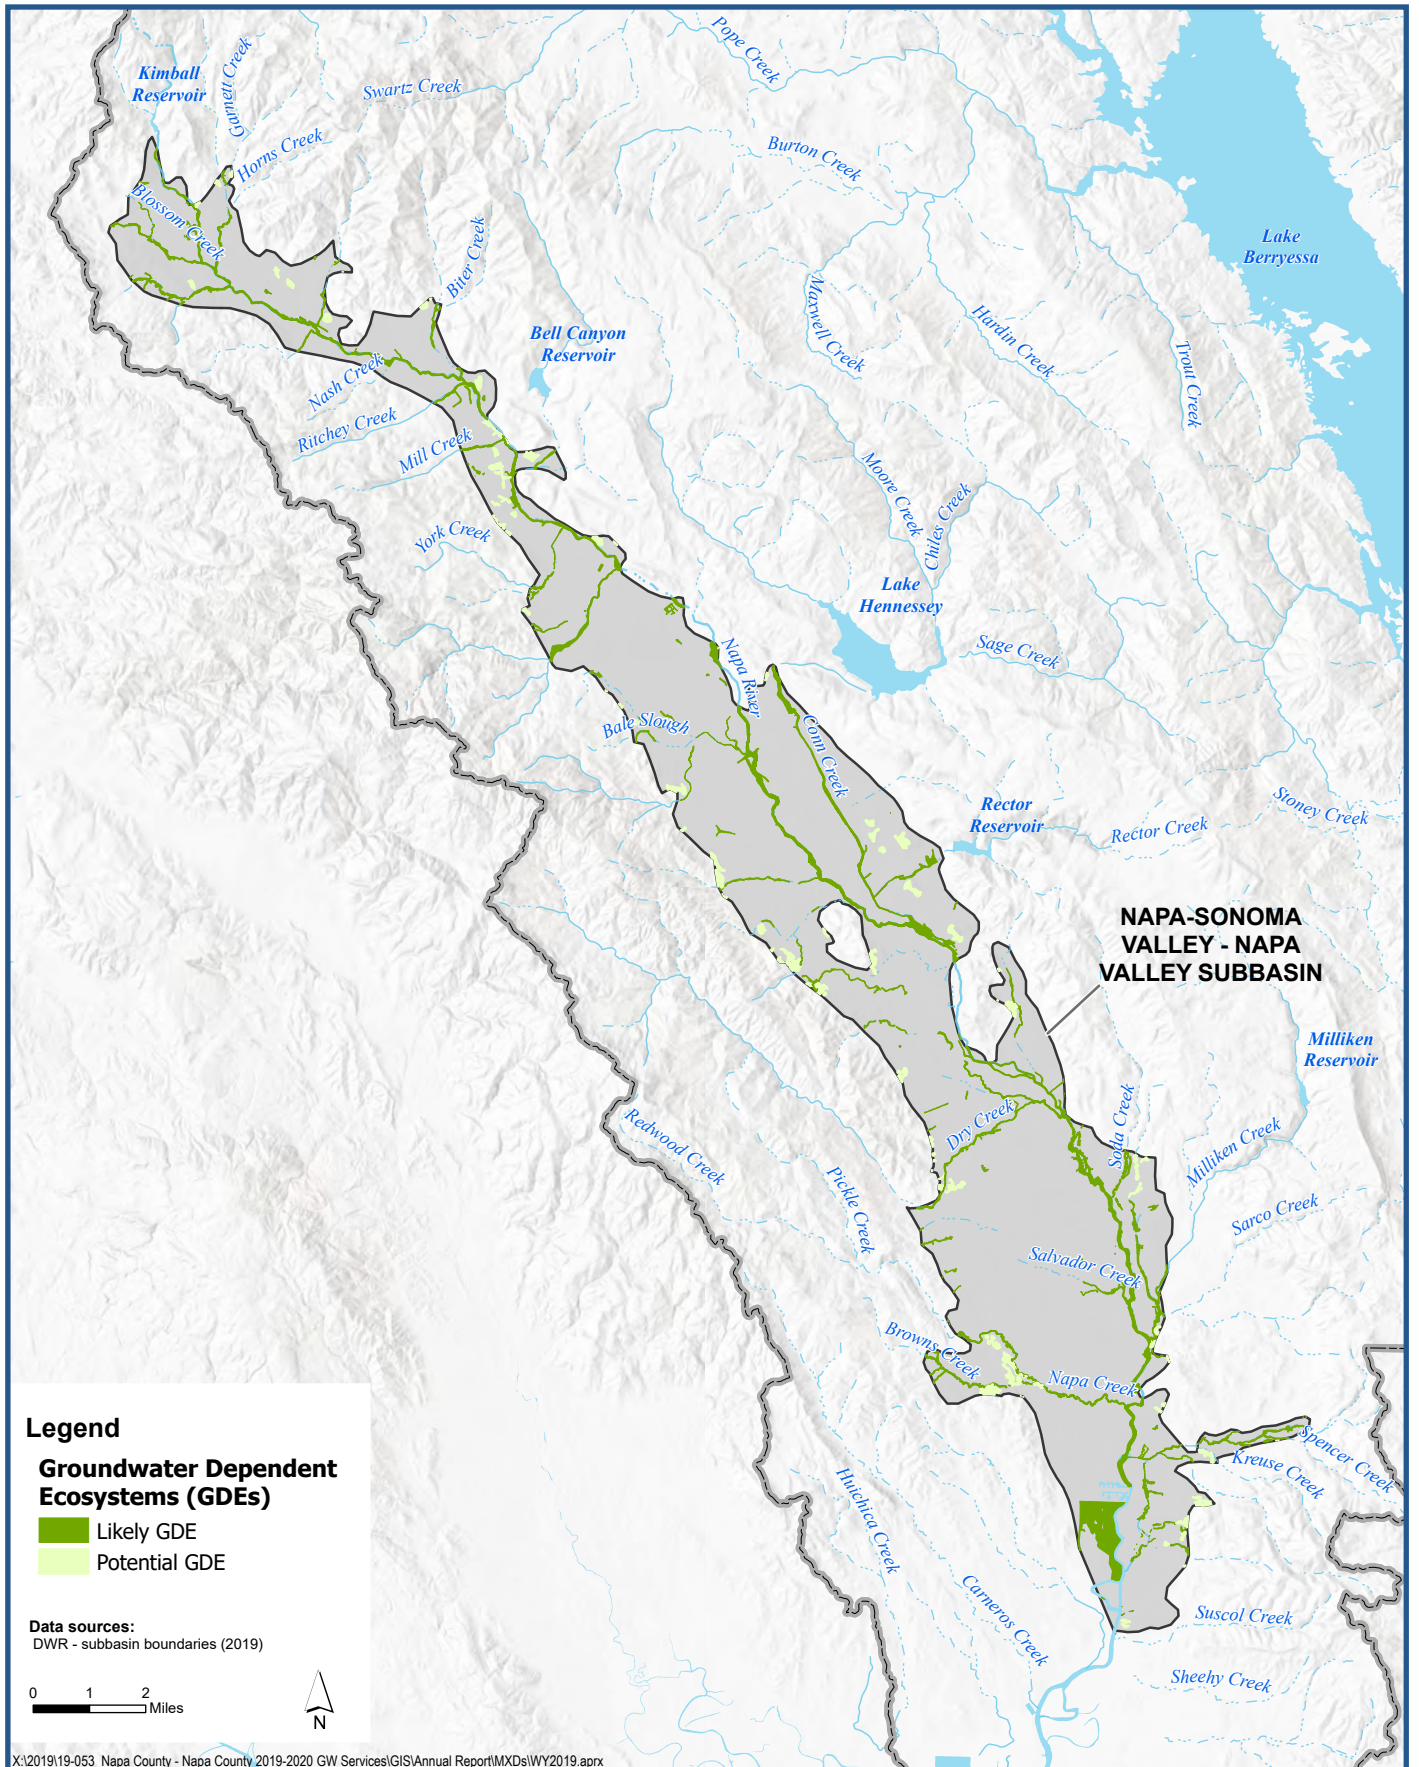 Pope Creek
Kimball
Reservoir
Garnett Creek
Swartz Creek
Horns Creek
Burton Creek
Blossom Creek
Lake
Berryessa
Biter Creek
Bell Canyon
Reservoir
Maxwell Creek
Hardin Creek
Trout Creek
Nash Creek
Ritchey Creek
Mill Creek
Moore Creek
Chiles Creek
York Creek
Lake
Hennessey
Sage Creek
Napa River
Bale Slough
Conn Creek
Rector
Reservoir
Stoney Creek
Rector Creek
NAPA-SONOMA
VALLEY - NAPA
VALLEY SUBBASIN
Milliken
Reservoir
Redwood Creek
Dry Creek
Soda Creek
Milliken Creek
Pickle Creek
Sarco Creek
Salvador Creek
Browns Creek
Napa Creek
Spencer Creek
Kreuse Creek
Huichica Creek
Carneros Creek
Suscol Creek
Sheehy Creek
Legend
Groundwater Dependent
Ecosystems (GDEs)
Likely GDE
Potential GDE
Data sources:
DWR - subbasin boundaries (2019)
0 1 2
Miles
N
X:\2019\19-053 Napa County - Napa County 2019-2020 GW Services\GIS\Annual Report\MXDs\WY2019.aprx